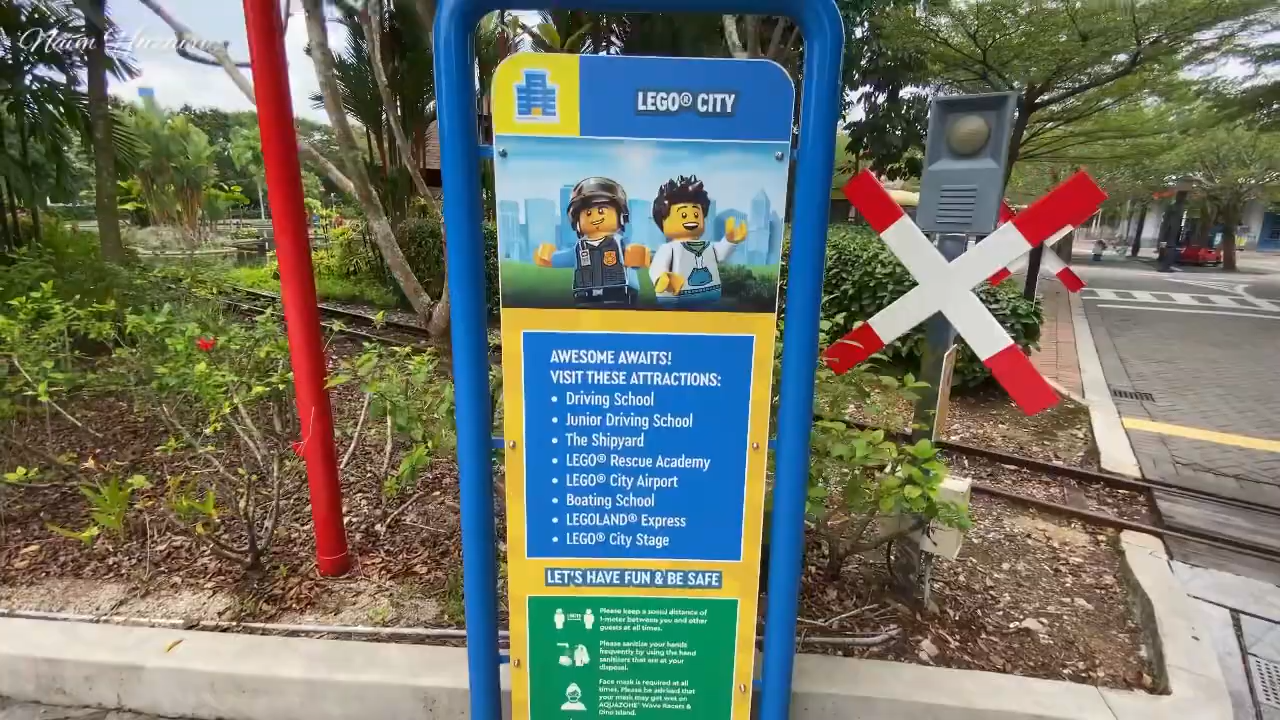 LEGO® CITY
AWESOME AWAITS!
VISIT THESE ATTRACTIONS:
• Driving School
• Junior Driving School
• The Shipyard
• LEGO® Rescue Academy
• LEGO® City Airport
• Boating School
• LEGOLAND® Express
• LEGO® City Stage
LET'S HAVE FUN & BE SAFE
Please keep a social distance of
1-meter between you and other
guests at all times.
Please sanitize your hands
frequently by using the hand
sanitizers that are at your
disposal.
Face mask is required at all
times. Please be advised that
your mask may get wet on
AQUAZONE® Wave Racers &
Dino Island.